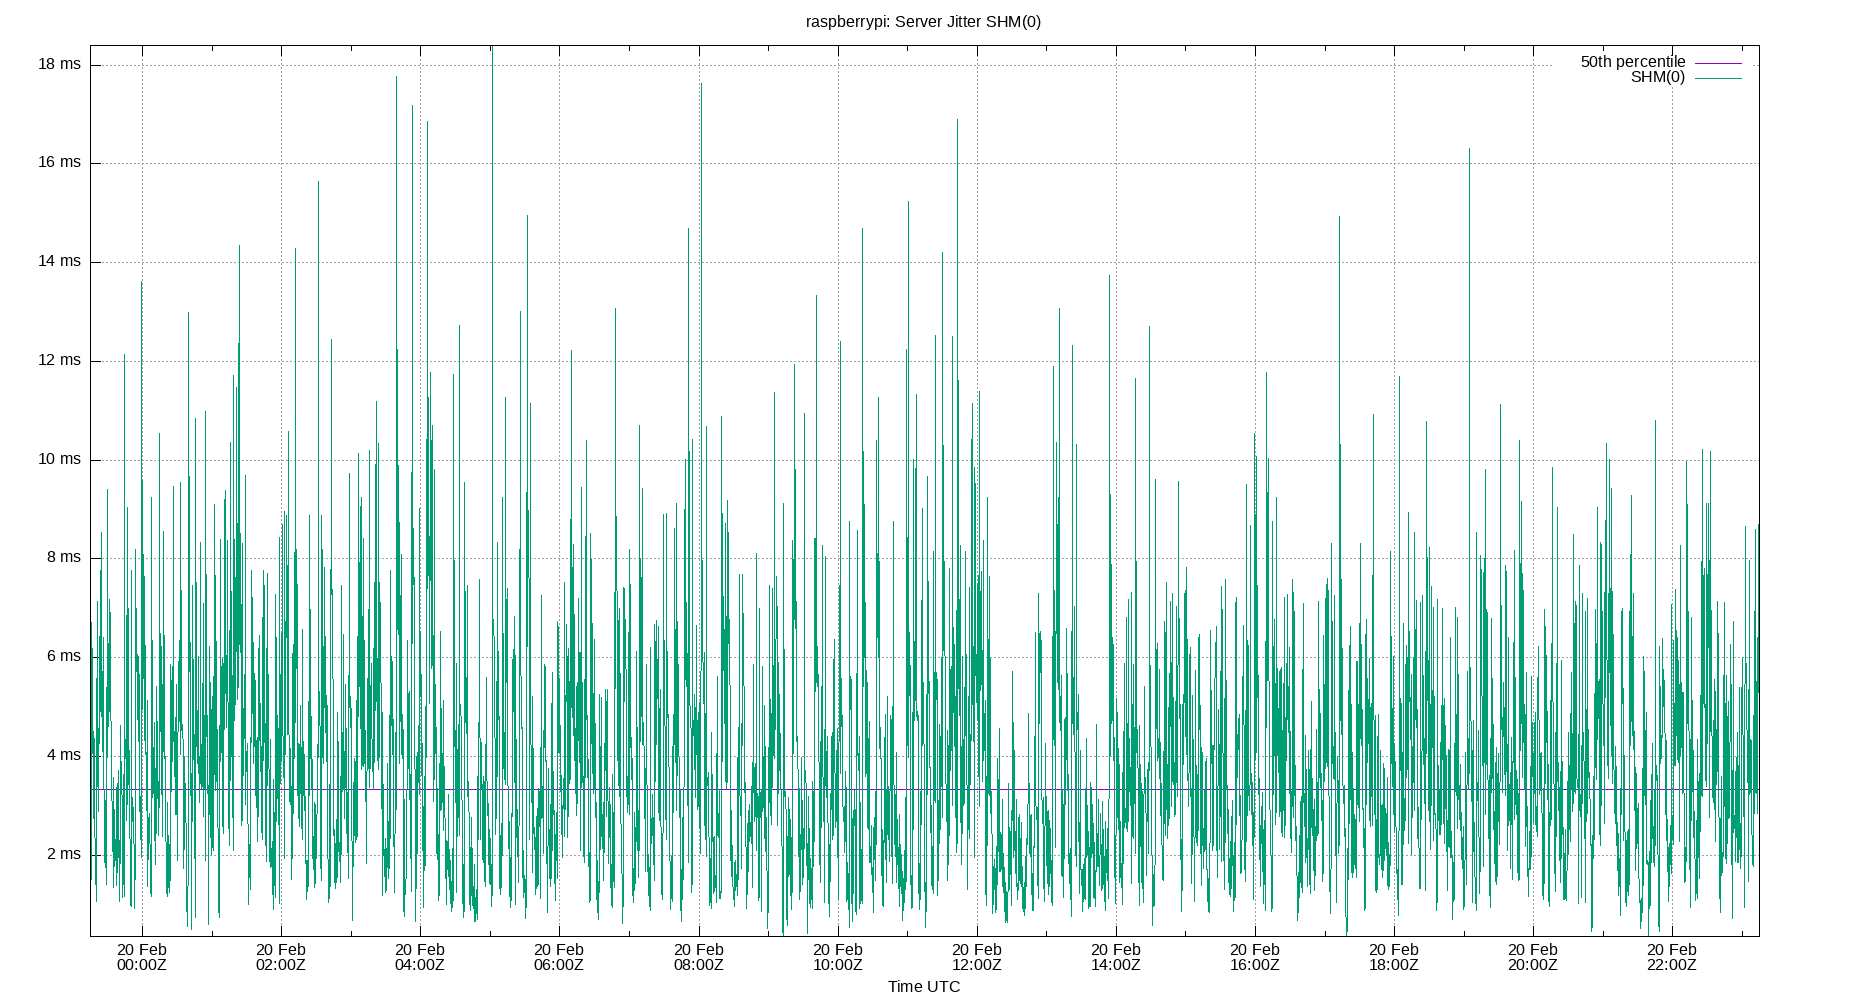 raspberrypi: Server Jitter SHM(0)
50th percentile
SHM(0)
18 ms
16 ms
14 ms
12 ms
10 ms
8 ms
6 ms
4 ms
2 ms
20 Feb 20 Feb 20 Feb 20 Feb 20 Feb 20 Feb 20 Feb 20 Feb 20 Feb 20 Feb 20 Feb 20 Feb
00:00Z 02:00Z 04:00Z 06:00Z 08:00Z 10:00Z 12:00Z 14:00Z 16:00Z 18:00Z 20:00Z 22:00Z
Time UTC